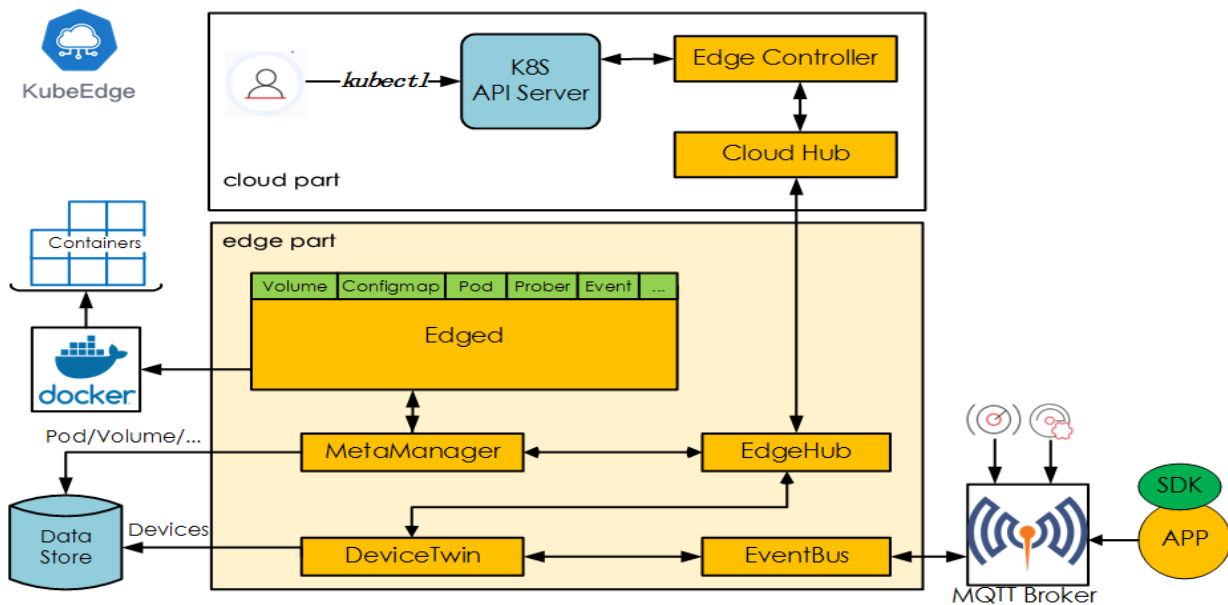 KubeEdge
kubectl
K8S
API Server
Edge Controller
Cloud Hub
cloud part
edge part
Containers
Volume
Configmap
Pod
Prober
Event
...
Edged
docker
Pod/Volume/...
MetaManager
EdgeHub
SDK
APP
Data
Store
Devices
DeviceTwin
EventBus
MQTT Broker